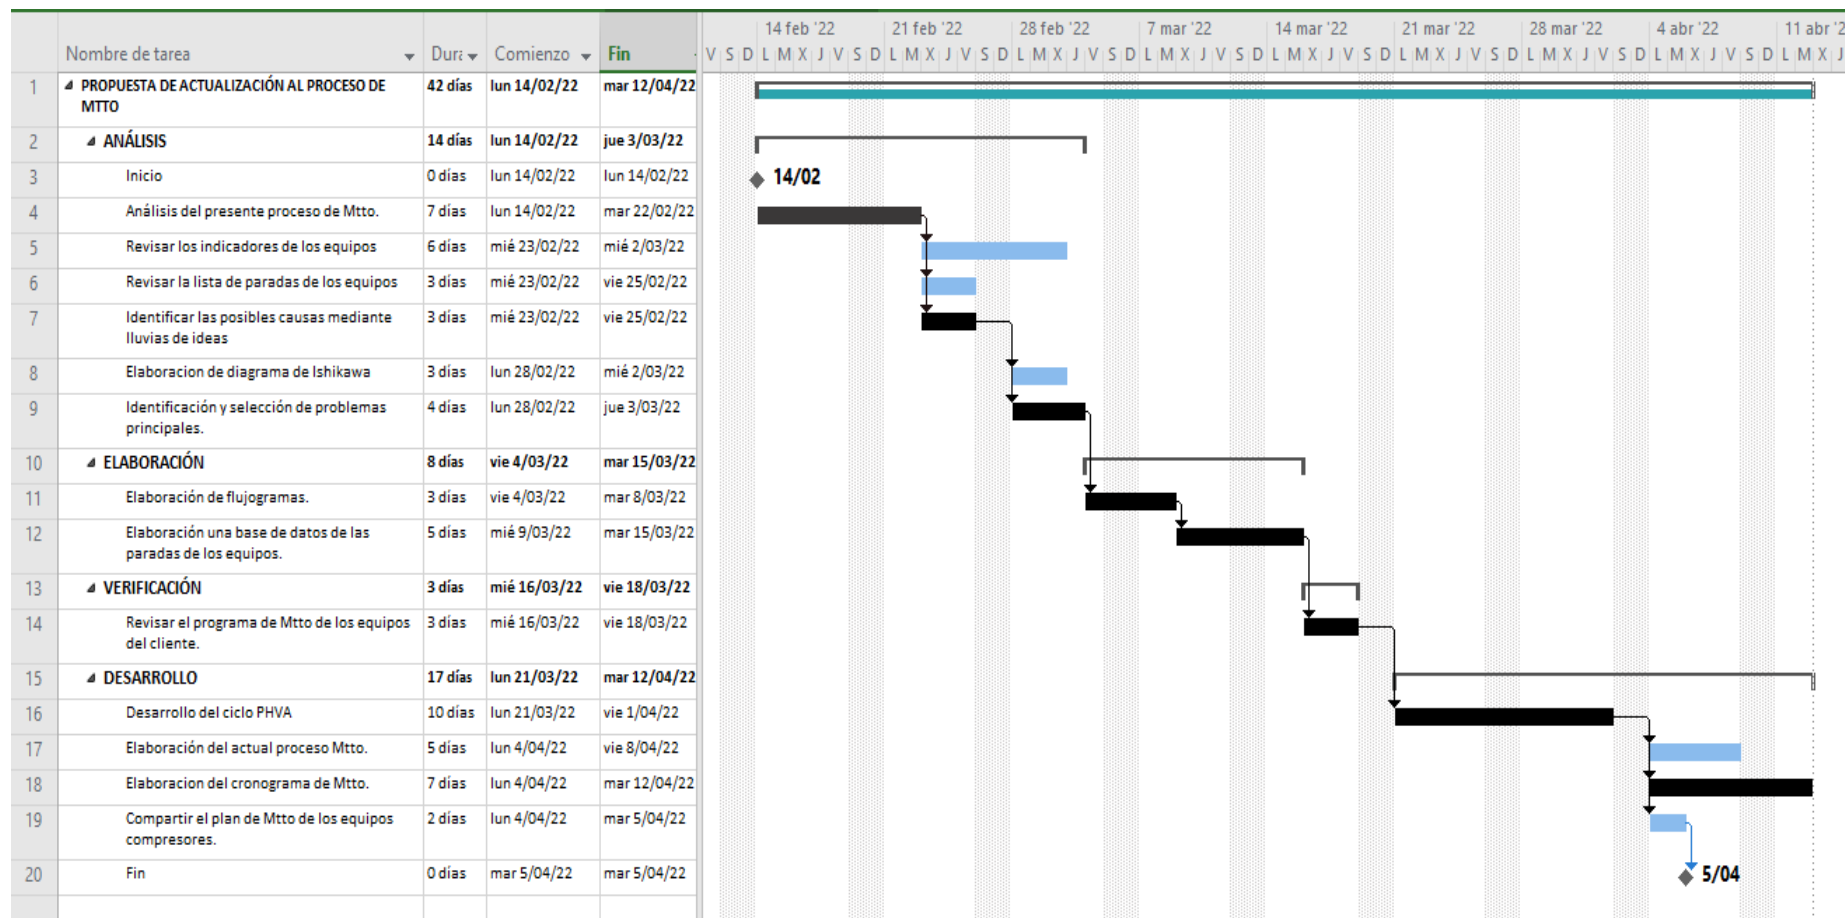 14 feb '22 21 feb '22 28 feb '22 7 mar '22 14 mar '22 21 mar '22 28 mar '22 4 abr '22 11 abr '2
Nombre de tarea Dura Comienzo Fin V S D L M X J V S D L M X J V S D L M X J V S D L M X J V S D L M X J V S D L M X J V S D L M X J V S D L M X J V S D L M X J
1 PROPUESTA DE ACTUALIZACIÓN AL PROCESO DE 42 días lun 14/02/22 mar 12/04/22
MTTO
2 ANÁLISIS 14 días lun 14/02/22 jue 3/03/22
3 Inicio 0 días lun 14/02/22 lun 14/02/22 14/02
4 Análisis del presente proceso de Mtto. 7 días lun 14/02/22 mar 22/02/22
5 Revisar los indicadores de los equipos 6 días mié 23/02/22 mié 2/03/22
6 Revisar la lista de paradas de los equipos 3 días mié 23/02/22 vie 25/02/22
7 Identificar las posibles causas mediante 3 días mié 23/02/22 vie 25/02/22
lluvias de ideas
8 Elaboracion de diagrama de Ishikawa 3 días lun 28/02/22 mié 2/03/22
9 Identificación y selección de problemas 4 días lun 28/02/22 jue 3/03/22
principales.
10 ELABORACIÓN 8 días vie 4/03/22 mar 15/03/22
11 Elaboración de flujogramas. 3 días vie 4/03/22 mar 8/03/22
12 Elaboración una base de datos de las 5 días mié 9/03/22 mar 15/03/22
paradas de los equipos.
13 VERIFICACIÓN 3 días mié 16/03/22 vie 18/03/22
14 Revisar el programa de Mtto de los equipos 3 días mié 16/03/22 vie 18/03/22
del cliente.
15 DESARROLLO 17 días lun 21/03/22 mar 12/04/22
16 Desarrollo del ciclo PHVA 10 días lun 21/03/22 vie 1/04/22
17 Elaboración del actual proceso Mtto. 5 días lun 4/04/22 vie 8/04/22
18 Elaboracion del cronograma de Mtto. 7 días lun 4/04/22 mar 12/04/22
19 Compartir el plan de Mtto de los equipos 2 días lun 4/04/22 mar 5/04/22
compresores.
20 Fin 0 días mar 5/04/22 mar 5/04/22 5/04